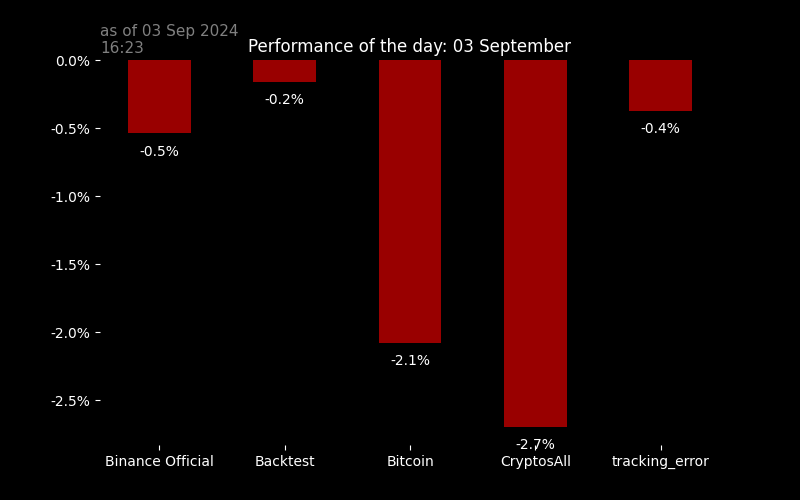 as of 03 Sep 2024
16:23
Performance of the day: 03 September
0.0%
-0.5%
-1.0%
-1.5%
-2.0%
-2.5%
-0.5%
-0.2%
-2.1%
-2.7%
-0.4%
Binance Official
Backtest
Bitcoin
CryptosAll
tracking_error